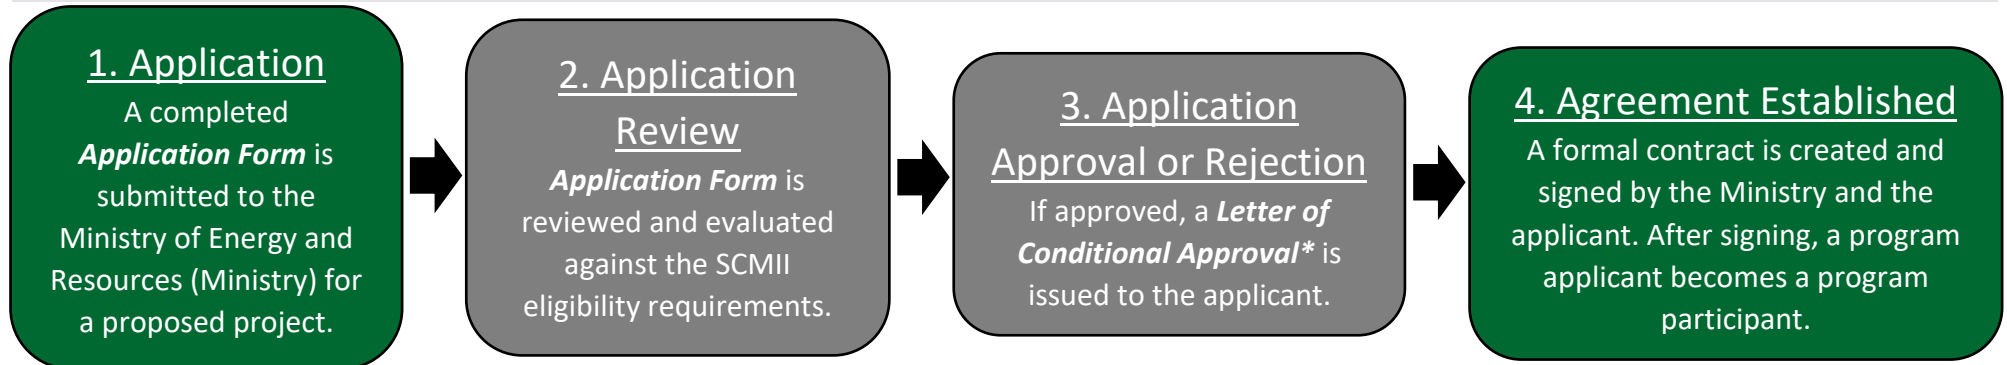 1. Application
A completed
Application Form is
submitted to the
Ministry of Energy and
Resources (Ministry) for
a proposed project.
2. Application
Review
Application Form is
reviewed and evaluated
against the SCMII
eligibility requirements.
3. Application
Approval or Rejection
If approved, a Letter of
Conditional Approval* is
issued to the applicant.
4. Agreement Established
A formal contract is created and
signed by the Ministry and the
applicant. After signing, a program
applicant becomes a program
participant.